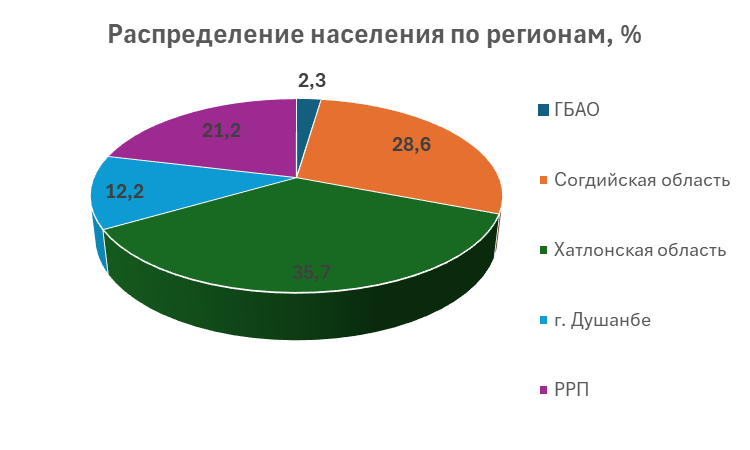 Распределение населения по регионам, %
2,3
28,6
21,2
12,2
35,7
ГБАО
Согдийская область
Хатлонская область
г. Душанбе
РРП